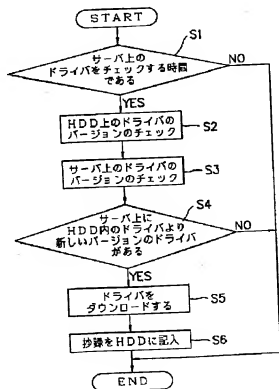 START
S1
サーバ上の
ドライバをチェックする時間
である
NO
YES
HDD上のドライバの
バージョンのチェック
S2
サーバ上のドライバの
バージョンのチェック
S3
S4
サーバ上に
HDD内のドライバより
新しいバージョンのドライバ
がある
NO
YES
ドライバを
ダウンロードする
S5
抄録をHDDに記入
S6
END